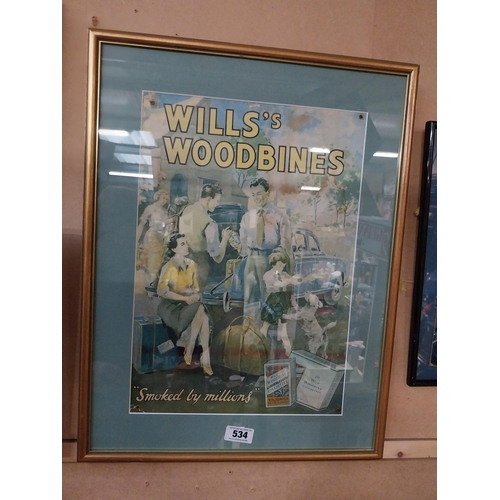 WILLS'S
WOODBINES
"Smoked by millions"
534